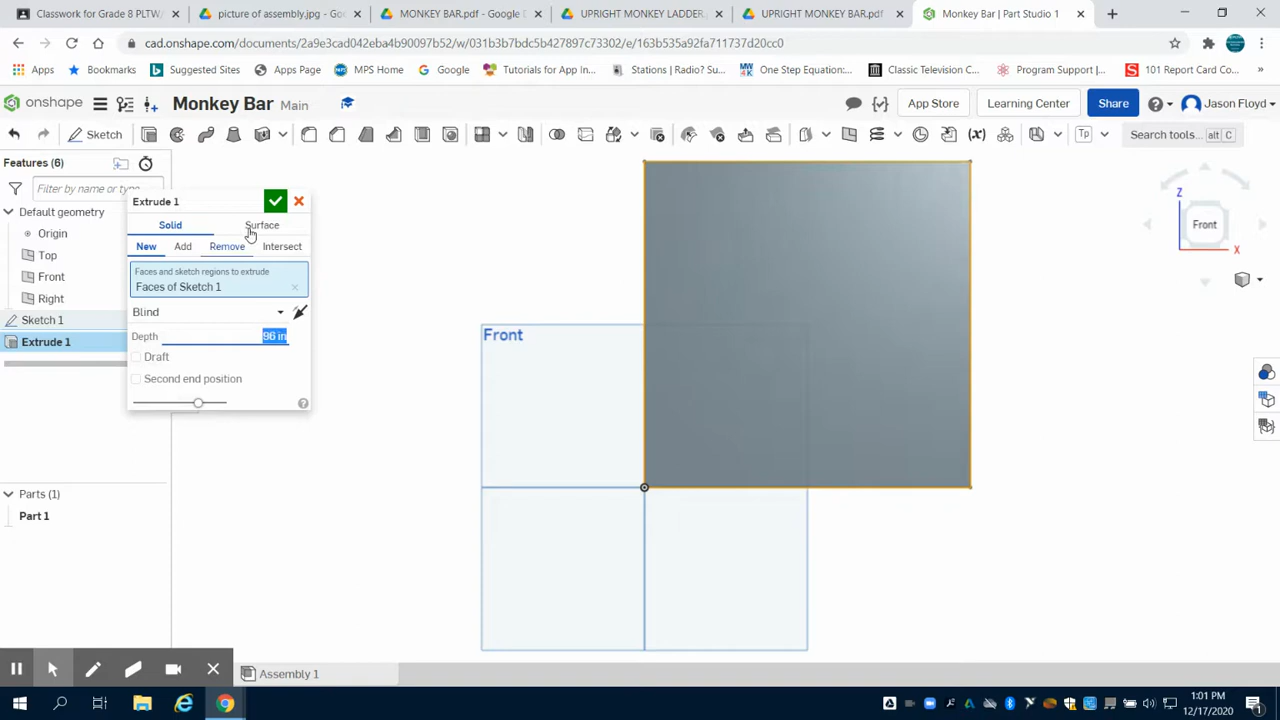 Classwork for Grade 8 PLTW/
picture of assembly.jpg - Goo
MONKEY BAR.pdf - Google D
UPRIGHT MONKEY LADDER.p
UPRIGHT MONKEY BAR.pdf
Monkey Bar | Part Studio 1
cad.onshape.com/documents/2a9e3cad042eba4b90097b52/w/031b3b7bdc5b427897c73302/e/163b535a92fa711737d20cc0
Apps
Bookmarks
Suggested Sites
Apps Page
MPS Home
Google
Tutorials for App In...
Stations | Radio? Su...
One Step Equation:...
Classic Television C...
Program Support |...
101 Report Card Co...
»
onshape
Monkey Bar
Main
App Store
Learning Center
Share
Jason Floyd
Sketch
(x)
Tp
Search tools... alt C
Features (6)
Filter by name or type...
Default geometry
Origin
Top
Front
Right
Sketch 1
Extrude 1
Extrude 1
Solid
Surface
New
Add
Remove
Intersect
Faces and sketch regions to extrude
Faces of Sketch 1
Blind
Depth
96 in
Draft
Second end position
Front
Z
Front
X
Parts (1)
Part 1
Assembly 1
1:01 PM
12/17/2020